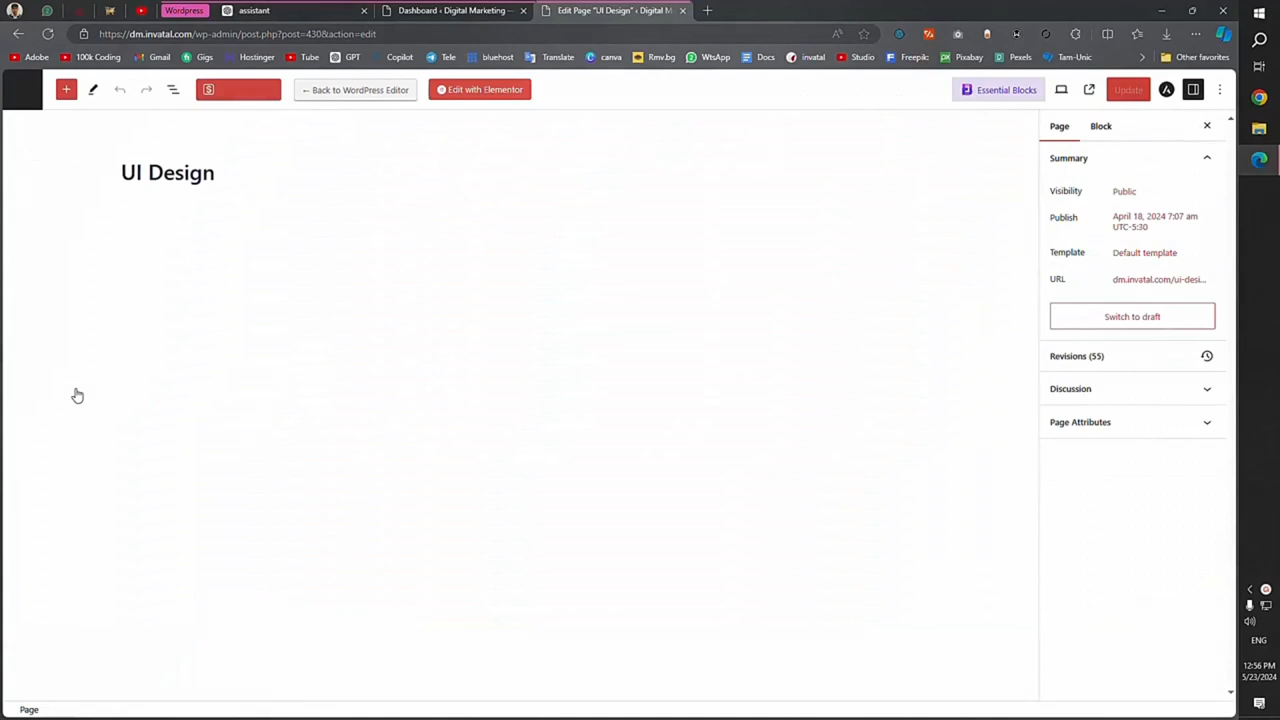 Wordpress
assistant
Dashboard ‹ Digital Marketing —
Edit Page "UI Design" ‹ Digital M
https://dm.invatal.com/wp-admin/post.php?post=430&action=edit
Adobe
100k Coding
Gmail
Gigs
Hostinger
Tube
GPT
Copilot
Tele
bluehost
Translate
canva
Rmv.bg
WhtsApp
Docs
invatal
Studio
Freepik
Pixabay
Pexels
Tam-Unic
Other favorites
← Back to WordPress Editor
Edit with Elementor
Essential Blocks
Update
Page
Block
Summary
UI Design
Visibility
Public
Publish
April 18, 2024 7:07 am
UTC-5:30
Template
Default template
URL
dm.invatal.com/ui-desi...
Switch to draft
Revisions (55)
Discussion
Page Attributes
ENG
12:56 PM
5/23/2024
Page